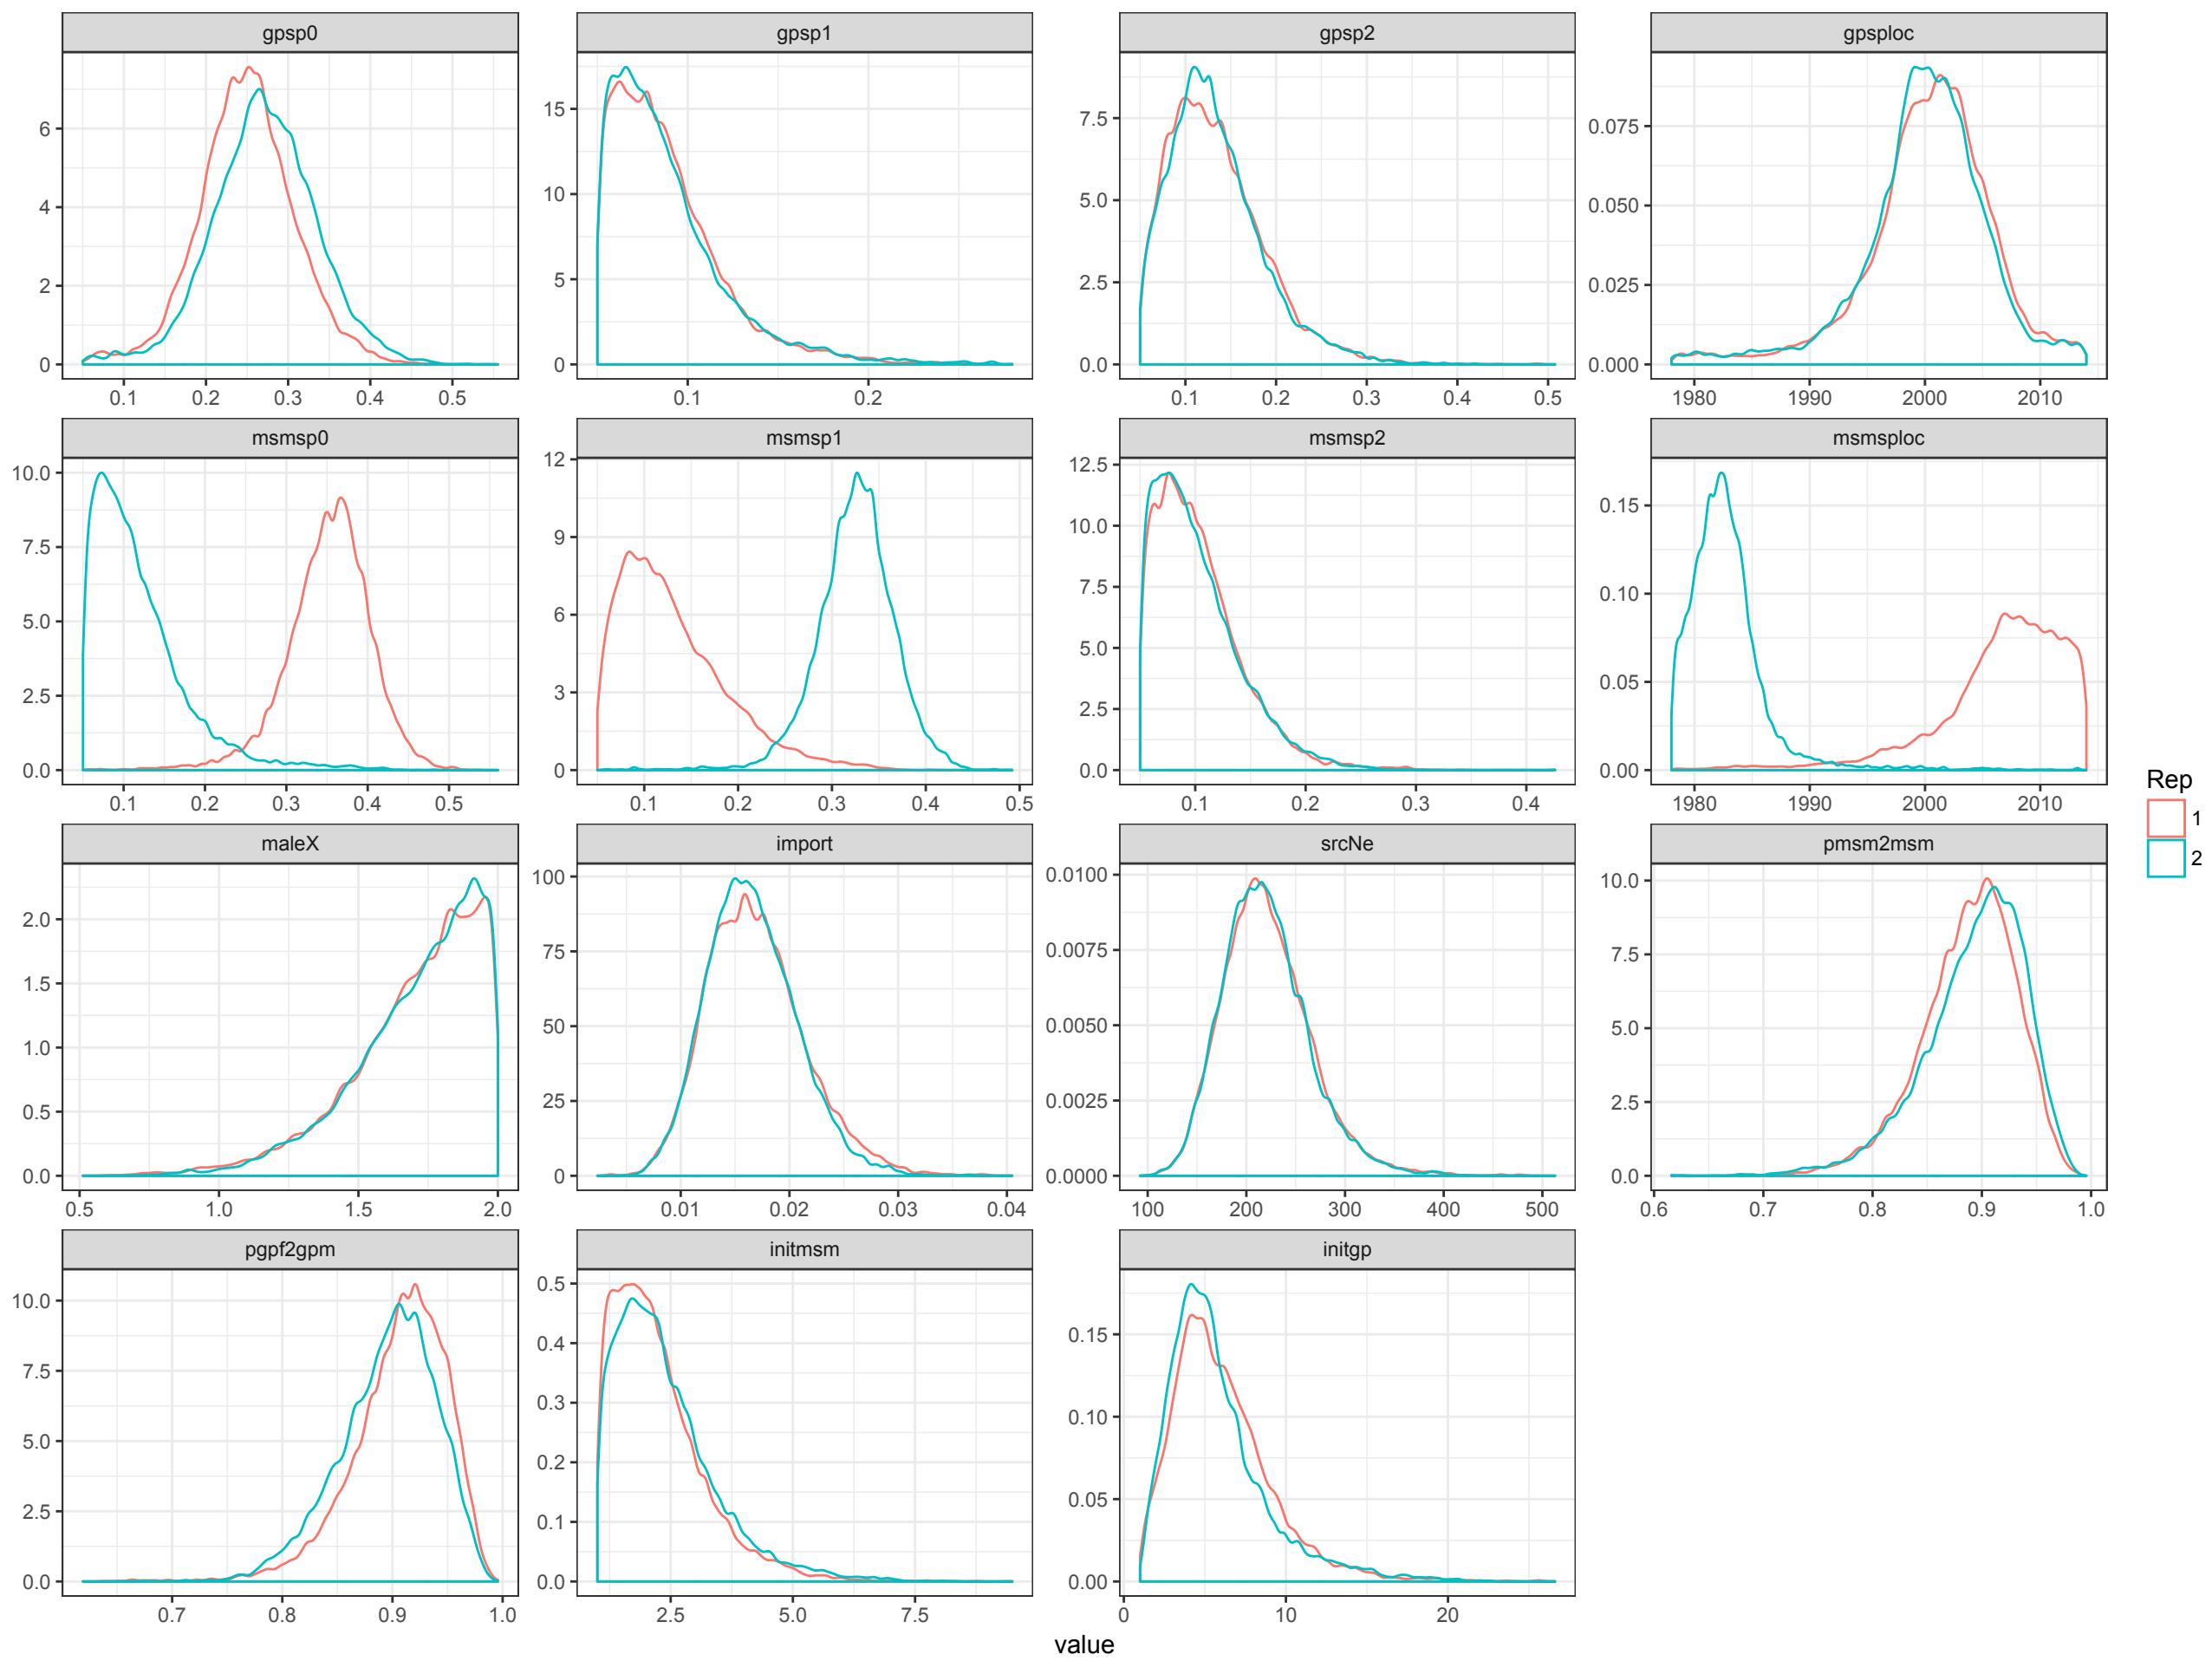 gpsp0 gpsp1 gpsp2 gpsploc
6 15 7.5 0.075
4 10 5.0 0.050
2 5 2.5 0.025
0 0 0.0 0.000
0.1 0.2 0.3 0.4 0.5 0.1 0.2 0.1 0.2 0.3 0.4 0.5 1980 1990 2000 2010
msmsp0 msmsp1 msmsp2 msmsploc
10.0 12 12.5 0.15
7.5 9 10.0 0.10
5.0 6 7.5 0.05
2.5 3 5.0 0.00
0.0 0 2.5
0.0
0.1 0.2 0.3 0.4 0.5 0.1 0.2 0.3 0.4 0.5 0.1 0.2 0.3 0.4 1980 1990 2000 2010
Rep
1
2
maleX import srcNe pmsm2msm
2.0 100 0.0100 10.0
1.5 75 0.0075 7.5
1.0 50 0.0050 5.0
0.5 25 0.0025 2.5
0.0 0 0.0000 0.0
0.5 1.0 1.5 2.0 0.01 0.02 0.03 0.04 100 200 300 400 500 0.6 0.7 0.8 0.9 1.0
pgpf2gpm initmsm initgp
10.0 0.5 0.15
7.5 0.4 0.10
5.0 0.3 0.05
2.5 0.2 0.00
0.0 0.1
0.0
0.7 0.8 0.9 1.0 2.5 5.0 7.5 0 10 20
value